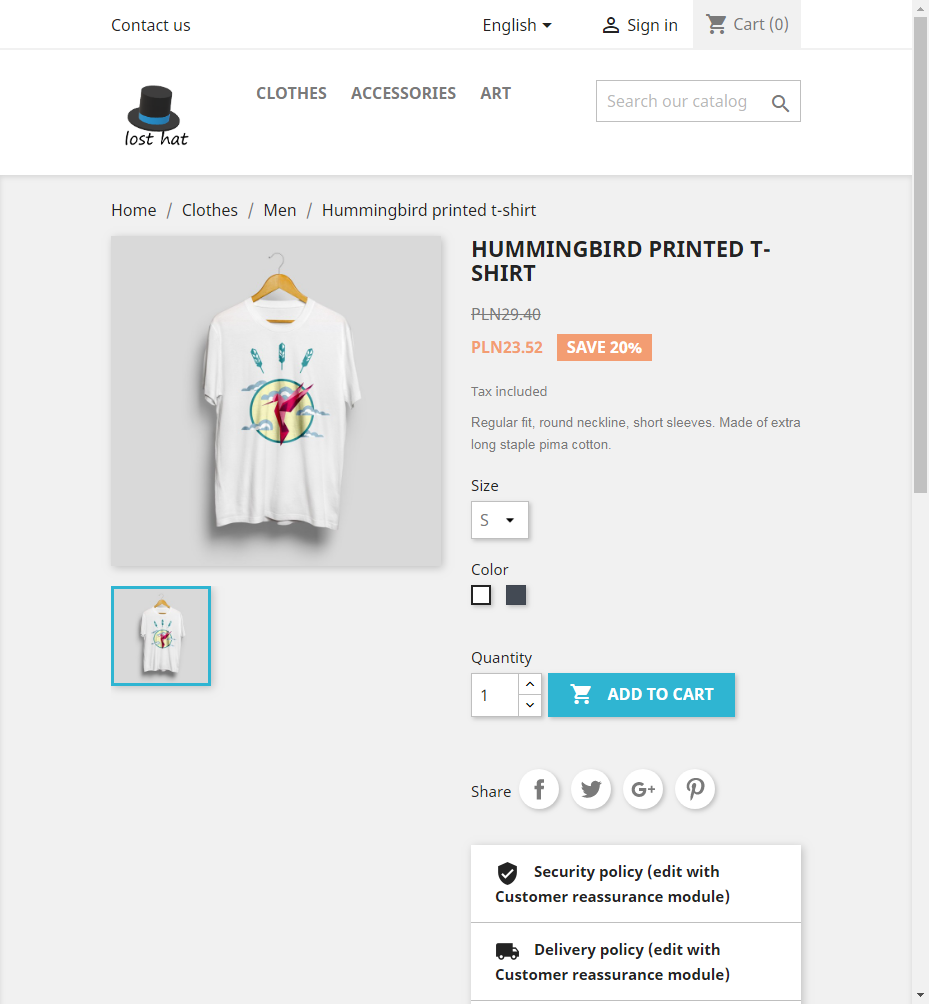 Contact us
English
Sign in
Cart (0)
lost hat
CLOTHES
ACCESSORIES
ART
Search our catalog
Home / Clothes / Men / Hummingbird printed t-shirt
HUMMINGBIRD PRINTED T-
SHIRT
PLN29.40
PLN23.52 SAVE 20%
Tax included
Regular fit, round neckline, short sleeves. Made of extra
long staple pima cotton.
Size
S
Color
Quantity
1
ADD TO CART
Share
Security policy (edit with
Customer reassurance module)
Delivery policy (edit with
Customer reassurance module)